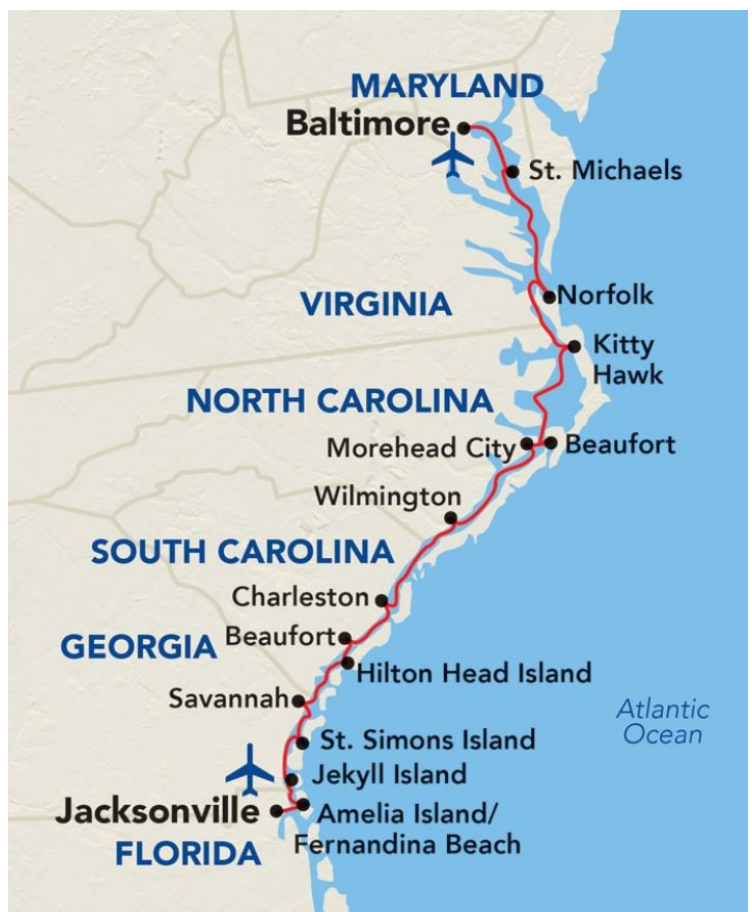 MARYLAND
Baltimore
St. Michaels
VIRGINIA
Norfolk
Kitty
Hawk
NORTH CAROLINA
Morehead City
Beaufort
Wilmington
SOUTH CAROLINA
Charleston
Beaufort
GEORGIA
Hilton Head Island
Savannah
Atlantic
Ocean
St. Simons Island
Jekyll Island
Jacksonville
Amelia Island/
Fernandina Beach
FLORIDA